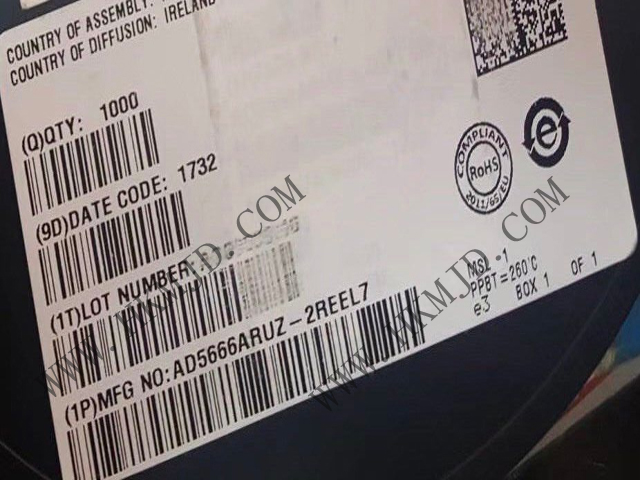 COUNTRY OF ASSEMBLY:
COUNTRY OF DIFFUSION: IRELAND
(Q)QTY: 1000
(9D)DATE CODE: 1732
(1T)LOT NUMBER:
(1P)MFG NO:AD5666ARUZ-2REEL7
COMPLIANT
RoHS
2011/65/EU
e
MSL-1
PPBT=260°C
e3 BOX 1 OF 1
WWW.HKMJD.COM
WWW.HKMJD.COM